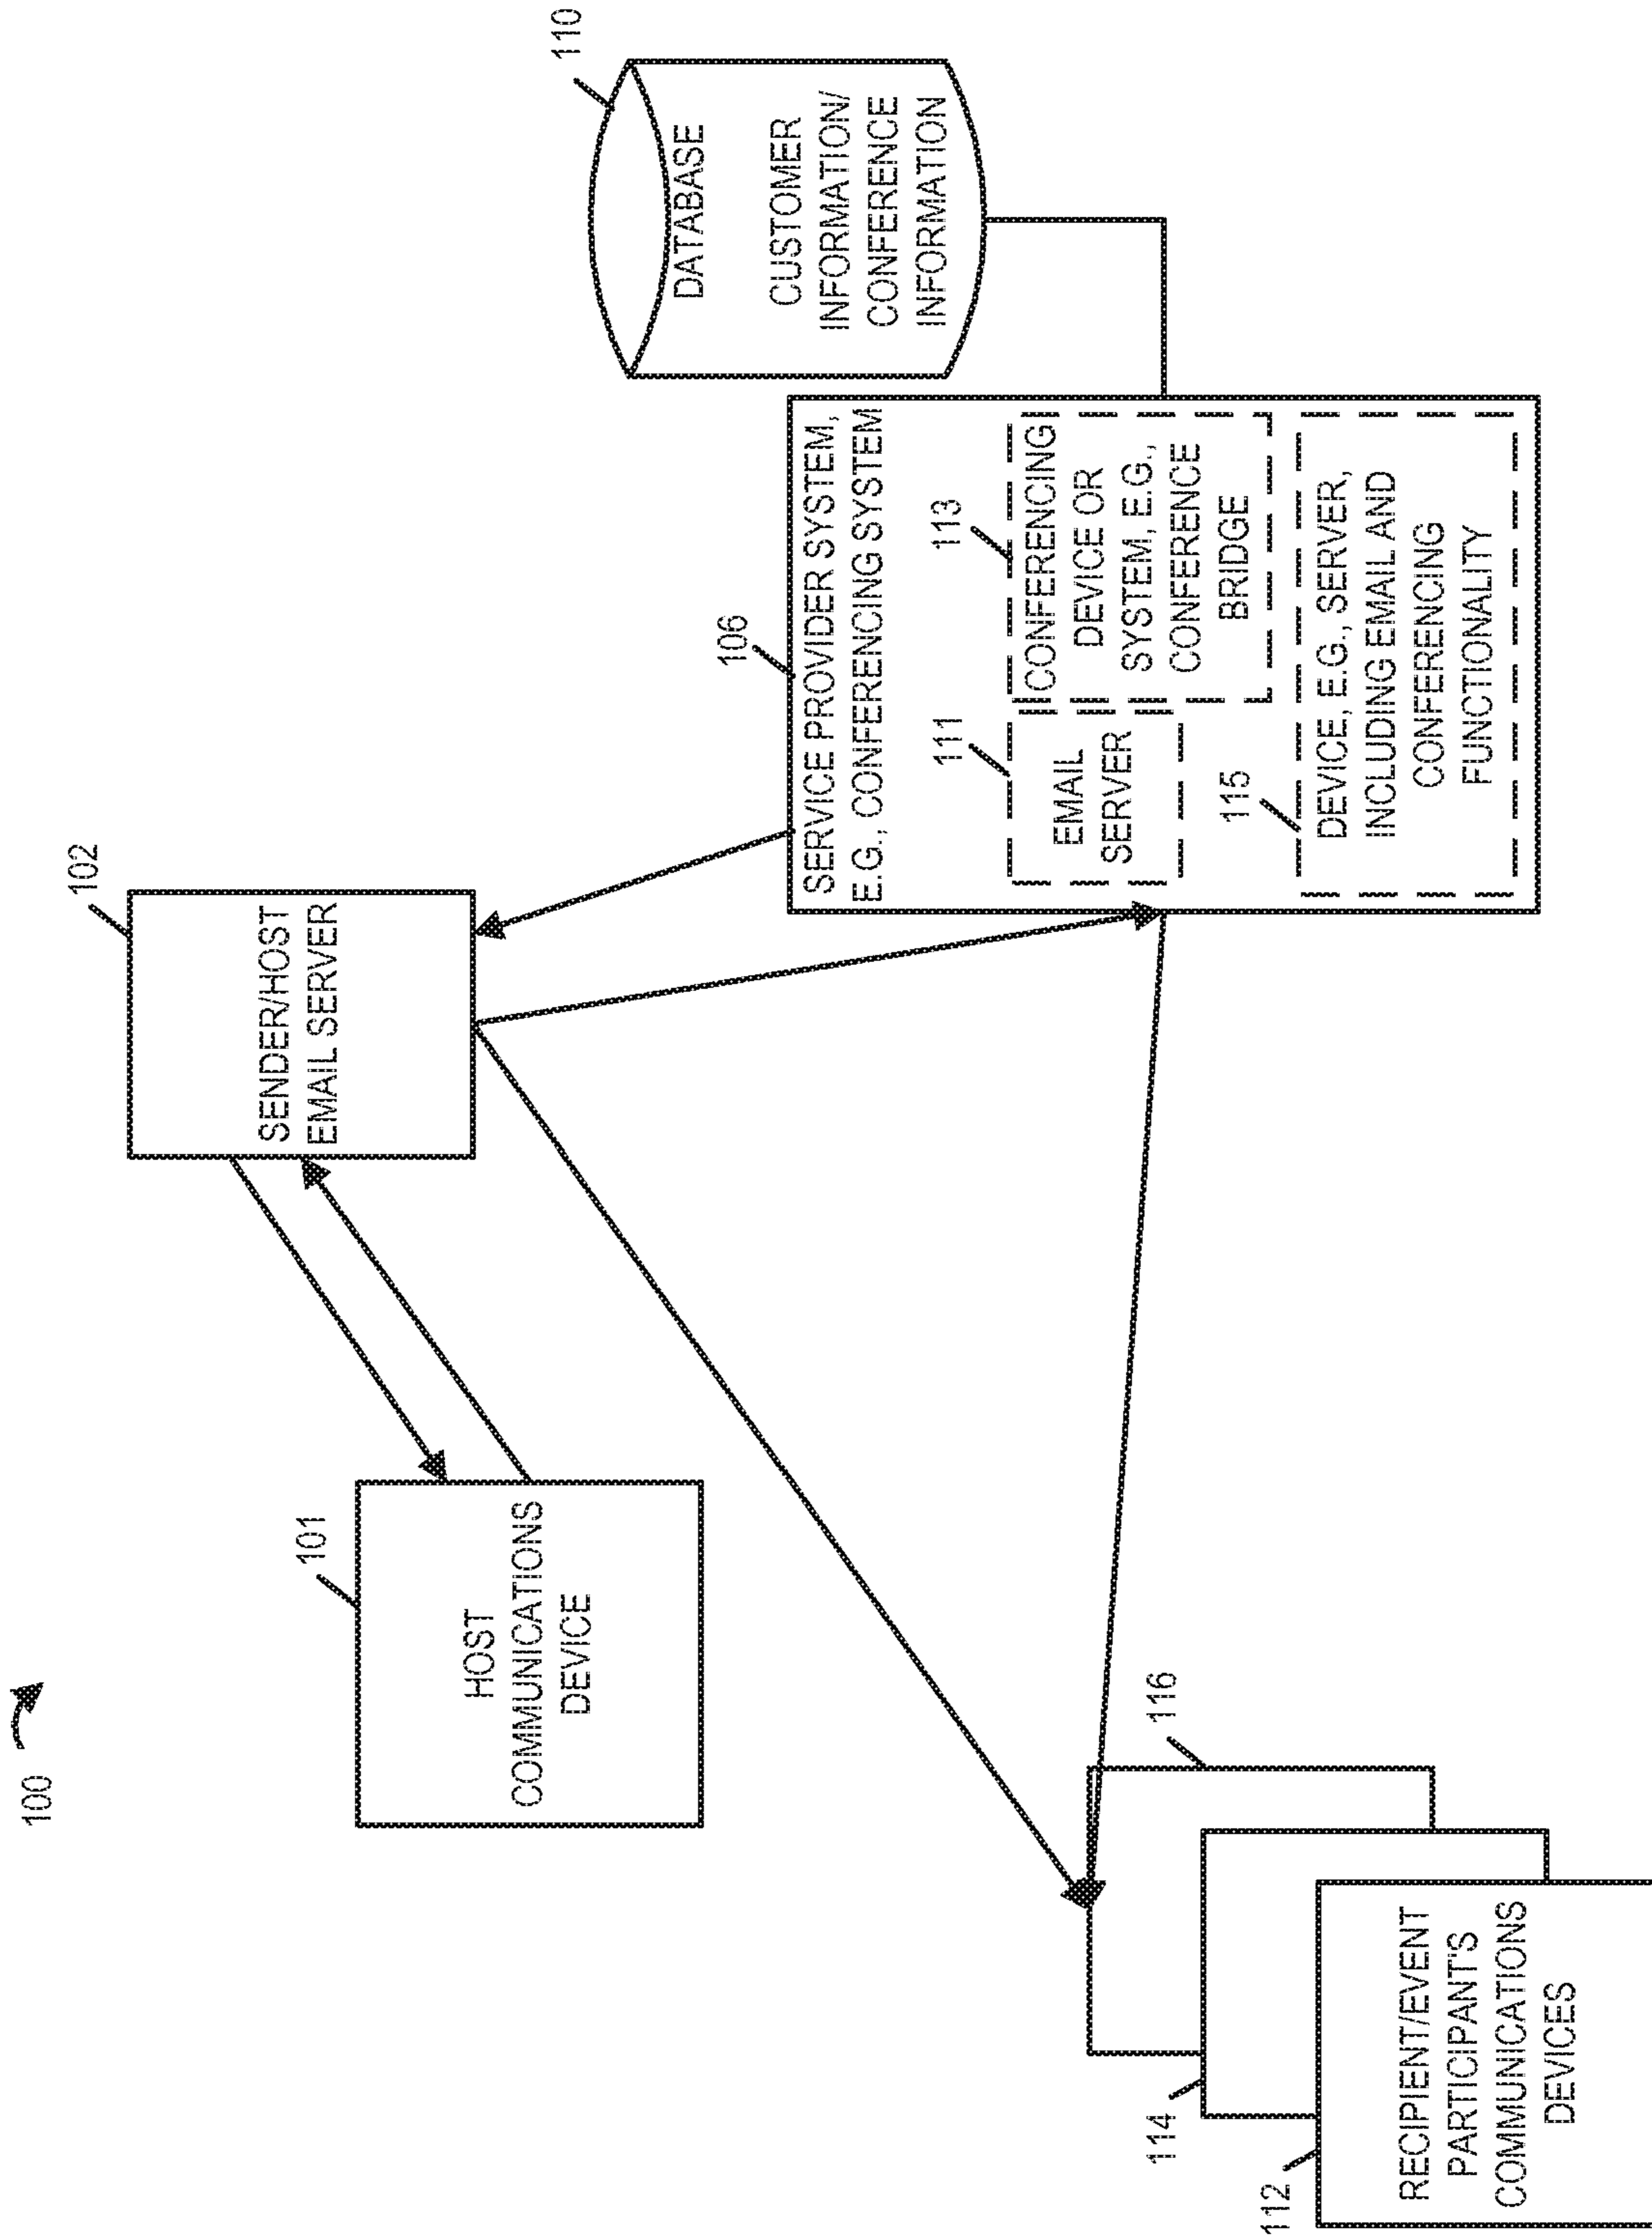 100
101
HOST
COMMUNICATIONS
DEVICE
102
SENDER/HOST
EMAIL SERVER
110
DATABASE
CUSTOMER
INFORMATION/
CONFERENCE
INFORMATION
106
SERVICE PROVIDER SYSTEM,
E.G., CONFERENCING SYSTEM
111
EMAIL
SERVER
113
CONFERENCING
DEVICE OR
SYSTEM, E.G.,
CONFERENCE
BRIDGE
115
DEVICE, E.G., SERVER,
INCLUDING EMAIL AND
CONFERENCING
FUNCTIONALITY
116
114
112
RECIPIENT/EVENT
PARTICIPANT'S
COMMUNICATIONS
DEVICES